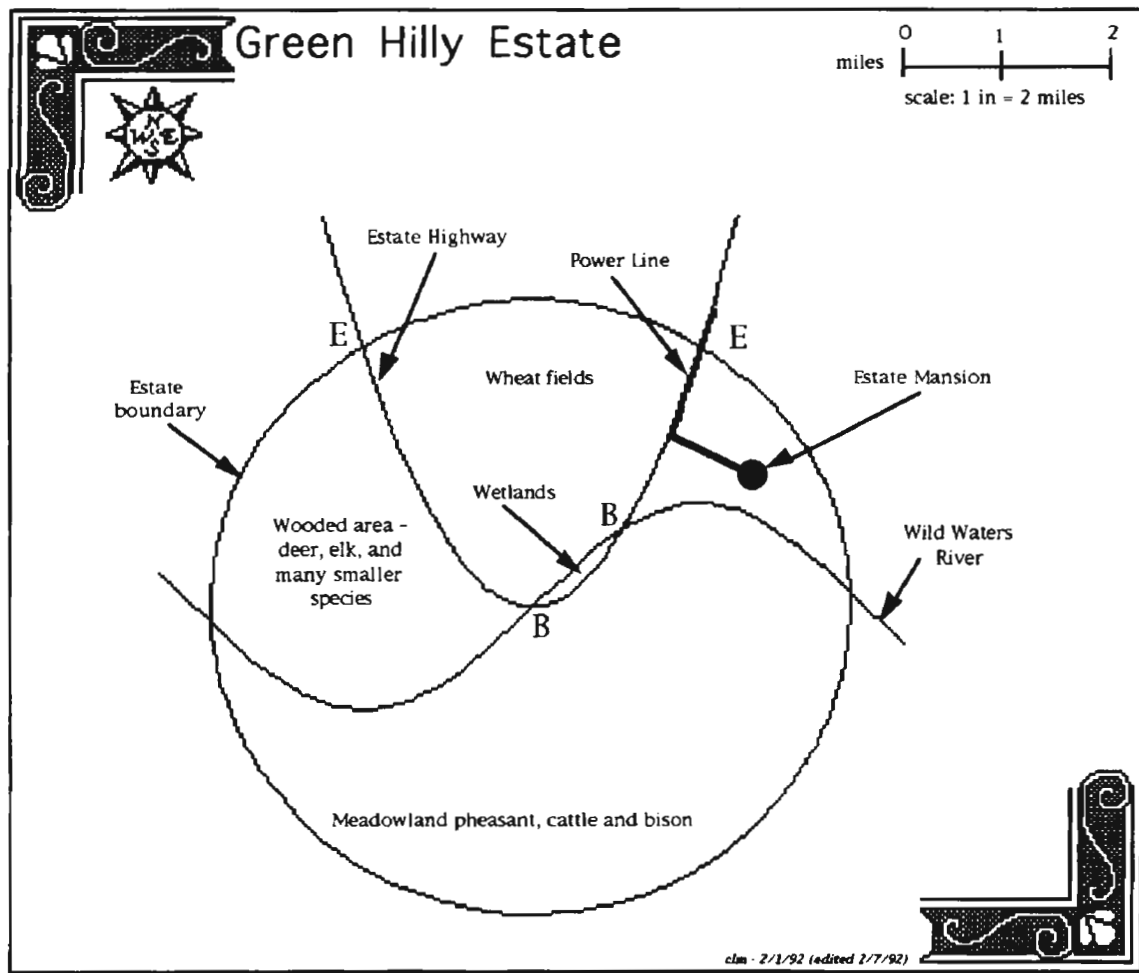 Green Hilly Estate
0 1 2
miles
scale: 1 in = 2 miles
N
W E
S
Estate Highway
Power Line
E
E
Wheat fields
Estate Mansion
Estate
boundary
Wetlands
B
Wooded area -
deer, elk, and
many smaller
species
Wild Waters
River
B
Meadowland pheasant, cattle and bison
clm - 2/1/92 (edited 2/7/92)